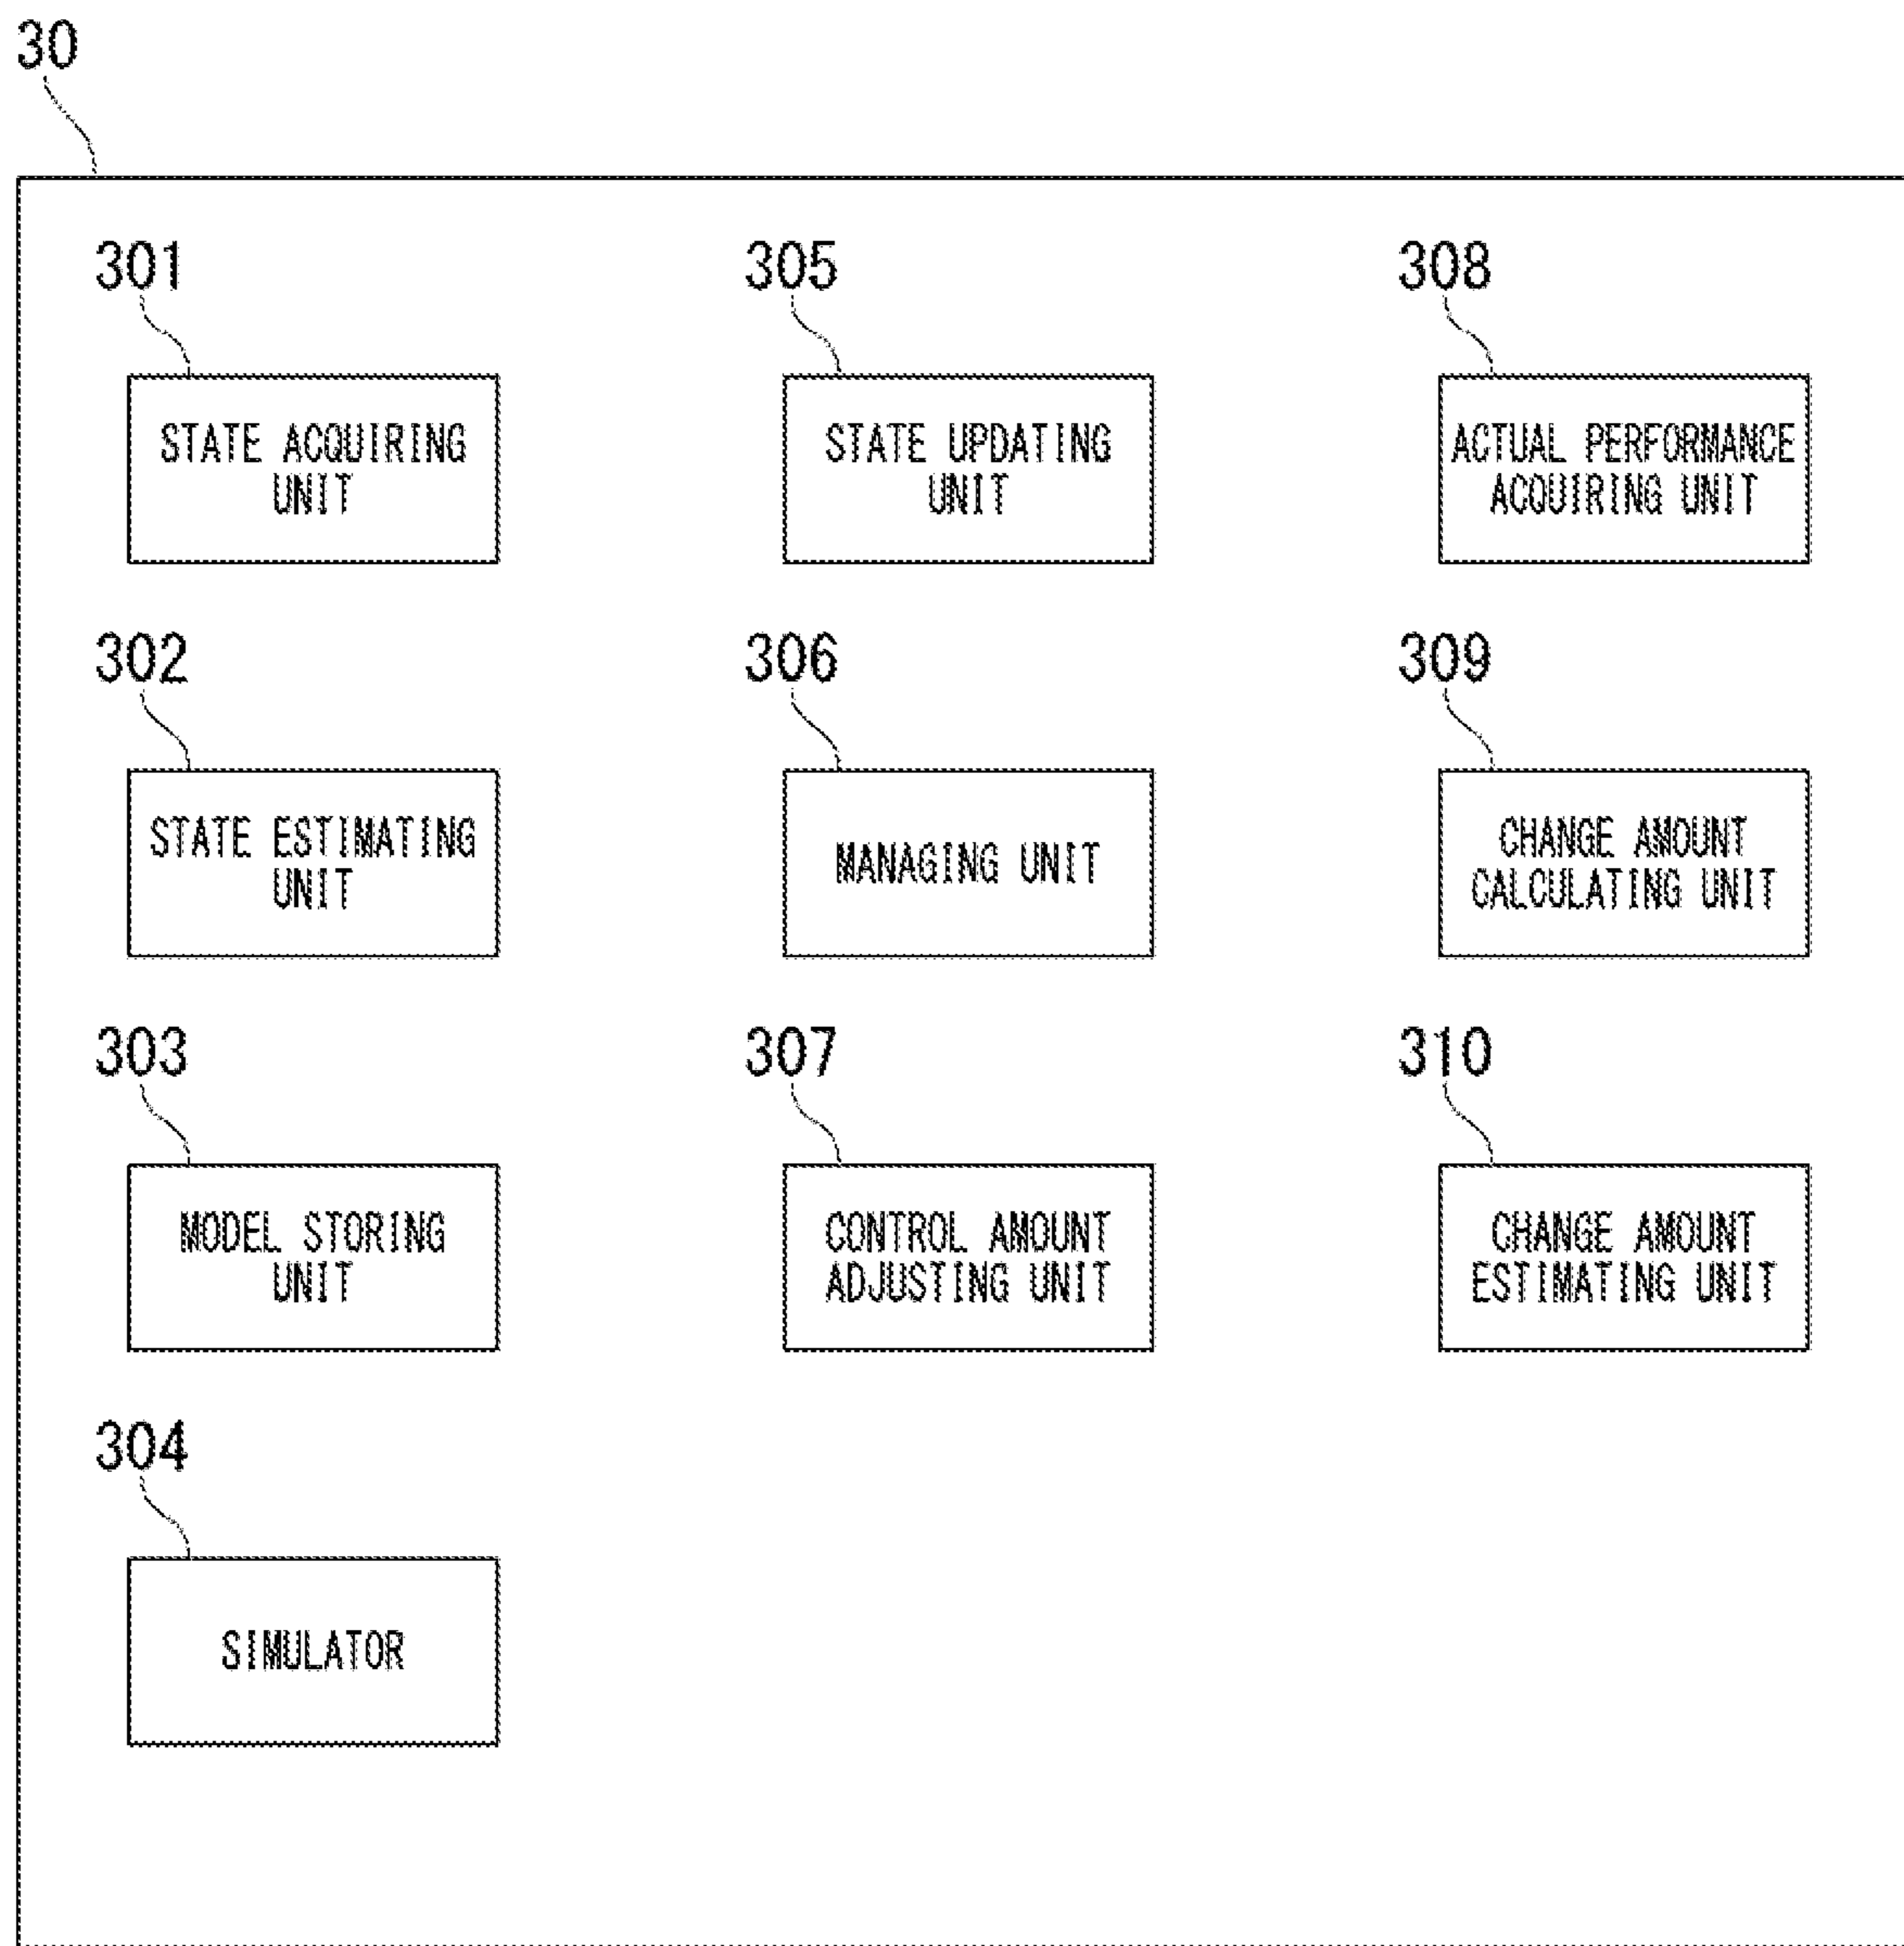 30
301
STATE ACQUIRING
UNIT
302
STATE ESTIMATING
UNIT
303
MODEL STORING
UNIT
304
SIMULATOR
305
STATE UPDATING
UNIT
306
MANAGING UNIT
307
CONTROL AMOUNT
ADJUSTING UNIT
308
ACTUAL PERFORMANCE
ACQUIRING UNIT
309
CHANGE AMOUNT
CALCULATING UNIT
310
CHANGE AMOUNT
ESTIMATING UNIT